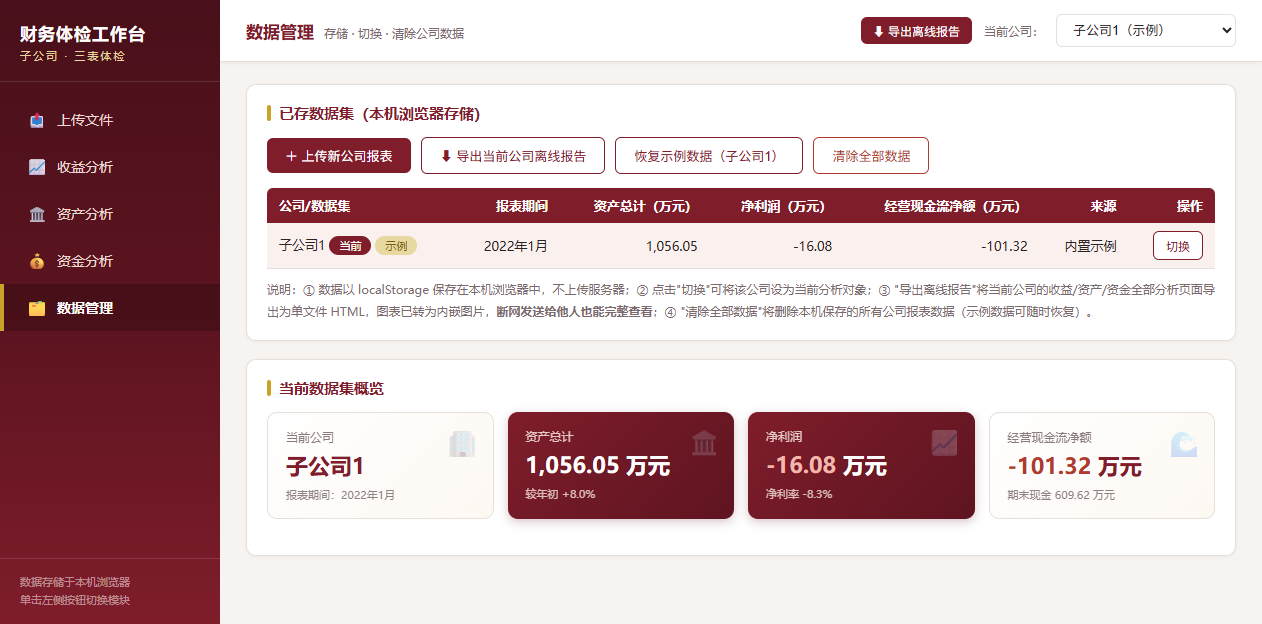 财务体检工作台
子公司 · 三表体检
上传文件
收益分析
资产分析
资金分析
数据管理
数据存储于本机浏览器
单击左侧按钮切换模块
数据管理 存储 · 切换 · 清除公司数据
⬇ 导出离线报告 当前公司： 子公司1（示例）
已存数据集（本机浏览器存储）
＋ 上传新公司报表 ⬇ 导出当前公司离线报告 恢复示例数据（子公司1） 清除全部数据
公司/数据集 报表期间 资产总计（万元） 净利润（万元） 经营现金流净额（万元） 来源 操作
子公司1 当前 示例 2022年1月 1,056.05 -16.08 -101.32 内置示例 切换
说明：① 数据以 localStorage 保存在本机浏览器中，不上传服务器；② 点击"切换"可将该公司设为当前分析对象；③ "导出离线报告"将当前公司的收益/资产/资金全部分析页面导
出为单文件 HTML，图表已转为内嵌图片，断网发送给他人也能完整查看；④ "清除全部数据"将删除本机保存的所有公司报表数据（示例数据可随时恢复）。
当前数据集概览
当前公司
子公司1
报表期间：2022年1月
资产总计
1,056.05 万元
较年初 +8.0%
净利润
-16.08 万元
净利率 -8.3%
经营现金流净额
-101.32 万元
期末现金 609.62 万元